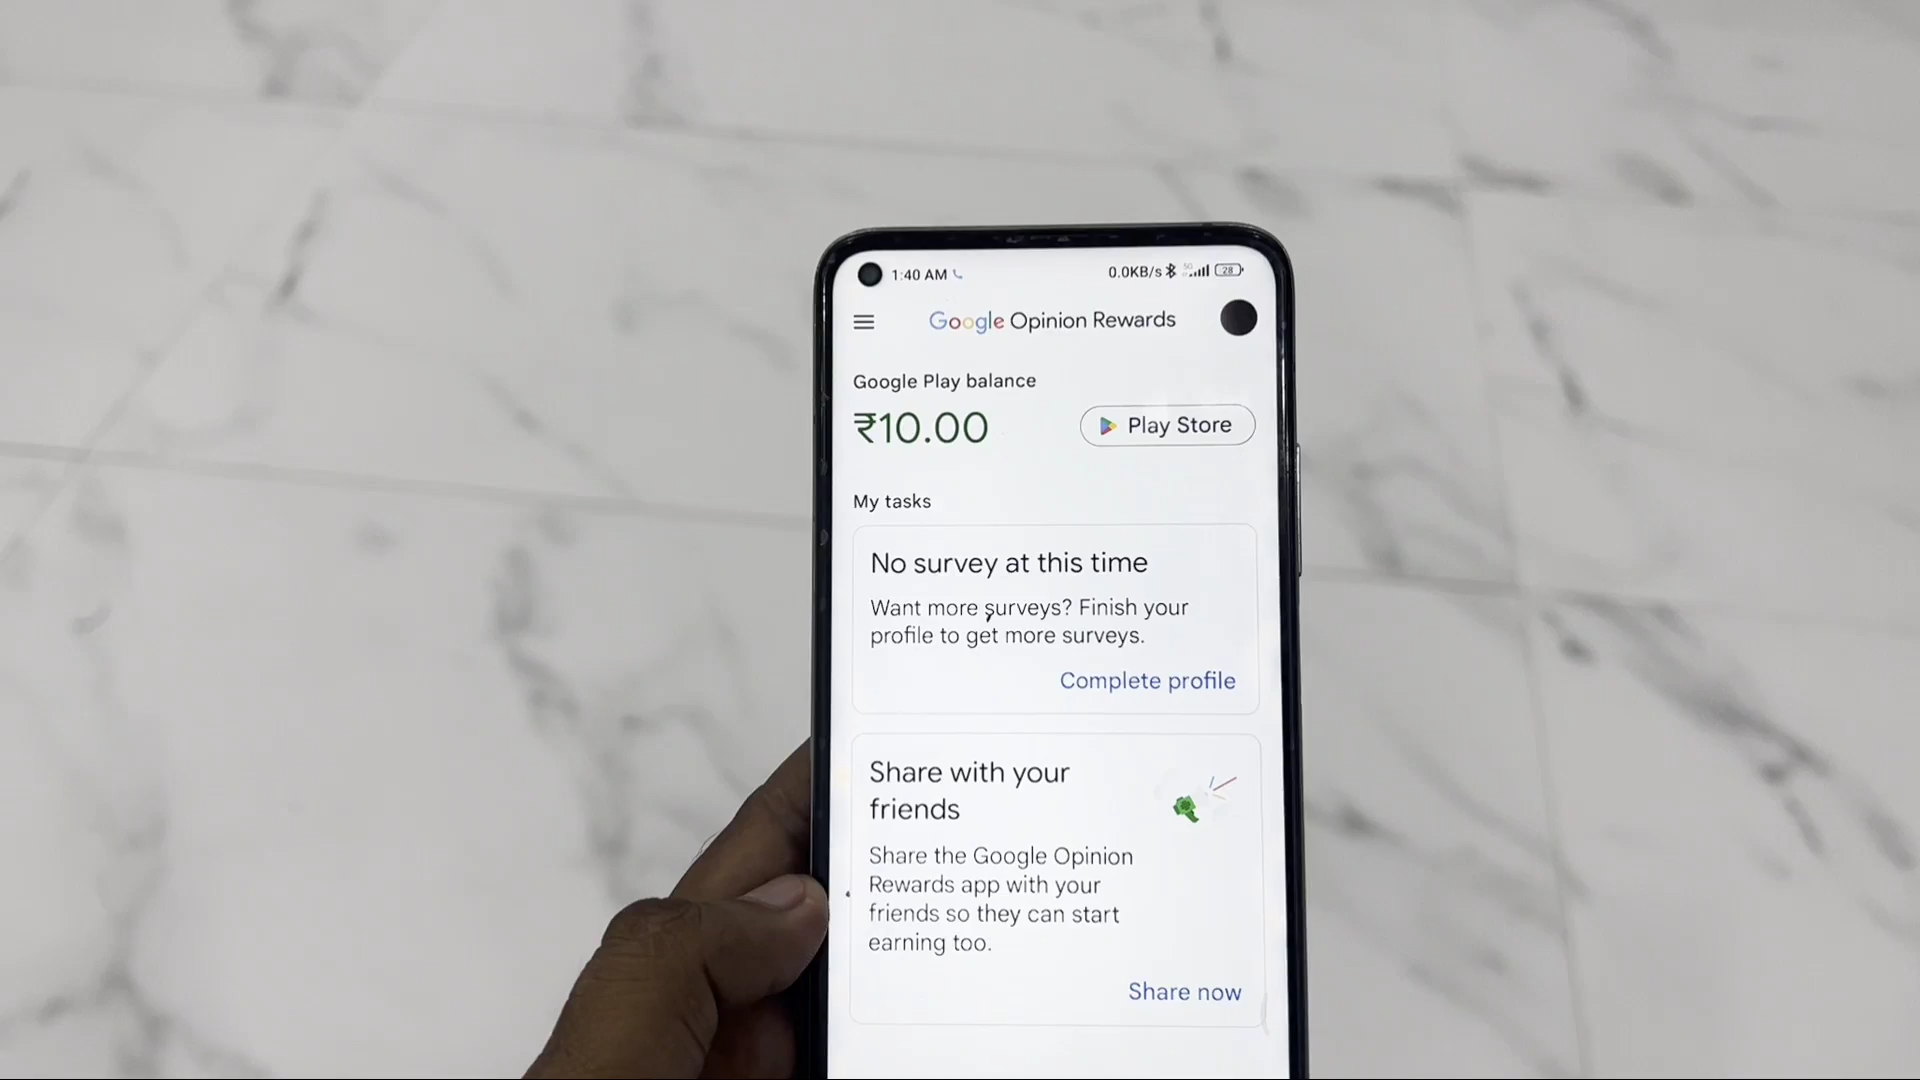 1:40 AM 0.0KB/s 5G 28
Google Opinion Rewards
Google Play balance
₹10.00
Play Store
My tasks
No survey at this time
Want more surveys? Finish your
profile to get more surveys.
Complete profile
Share with your
friends
Share the Google Opinion
Rewards app with your
friends so they can start
earning too.
Share now